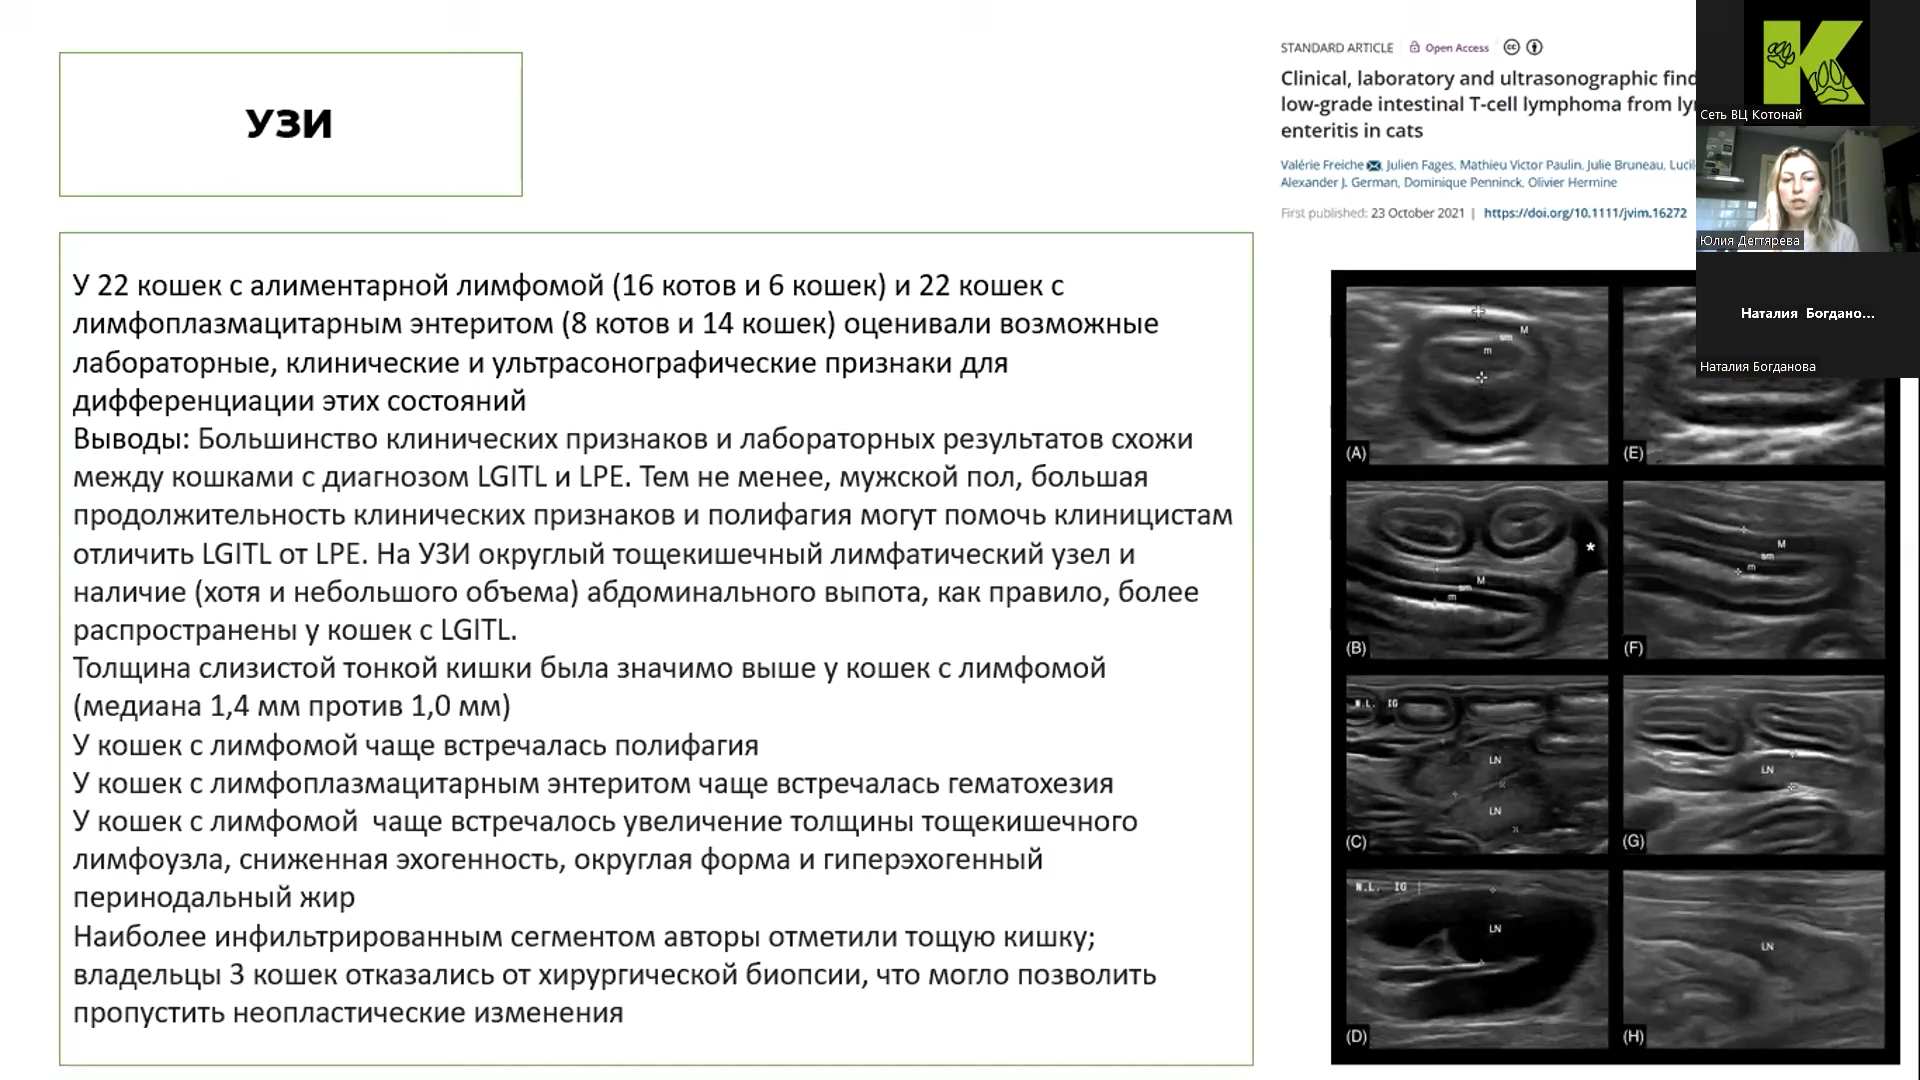 УЗИ
STANDARD ARTICLE Open Access
Clinical, laboratory and ultrasonographic
low-grade intestinal T-cell lymphoma from
enteritis in cats
Valérie Freiche, Julien Fages, Mathieu Victor Paulin, Julie Bruneau,
Alexander J. German, Dominique Penninck, Olivier Hermine
First published: 23 October 2021 | https://doi.org/10.1111/jvim.16272
Сеть ВЦ Котонай
Юлия Дегтярева
Наталия Богдано...
Наталия Богданова
У 22 кошек с алиментарной лимфомой (16 котов и 6 кошек) и 22 кошек с
лимфоплазмацитарным энтеритом (8 котов и 14 кошек) оценивали возможные
лабораторные, клинические и ультрасонографические признаки для
дифференциации этих состояний
Выводы: Большинство клинических признаков и лабораторных результатов схожи
между кошками с диагнозом LGITL и LPE. Тем не менее, мужской пол, большая
продолжительность клинических признаков и полифагия могут помочь клиницистам
отличить LGITL от LPE. На УЗИ округлый тощекишечный лимфатический узел и
наличие (хотя и небольшого объема) абдоминального выпота, как правило, более
распространены у кошек с LGITL.
Толщина слизистой тонкой кишки была значимо выше у кошек с лимфомой
(медиана 1,4 мм против 1,0 мм)
У кошек с лимфомой чаще встречалась полифагия
У кошек с лимфоплазмацитарным энтеритом чаще встречалась гематохезия
У кошек с лимфомой чаще встречалось увеличение толщины тощекишечного
лимфоузла, сниженная эхогенность, округлая форма и гиперэхогенный
перинодальный жир
Наиболее инфильтрированным сегментом авторы отметили тощую кишку;
владельцы 3 кошек отказались от хирургической биопсии, что могло позволить
пропустить неопластические изменения
M
sm
m
(A)
(E)
*
M
sm
m
(B)
M
sm
m
(F)
N.L. IG
LN
LN
(C)
LN
(G)
N.L. IG
LN
(D)
LN
(H)